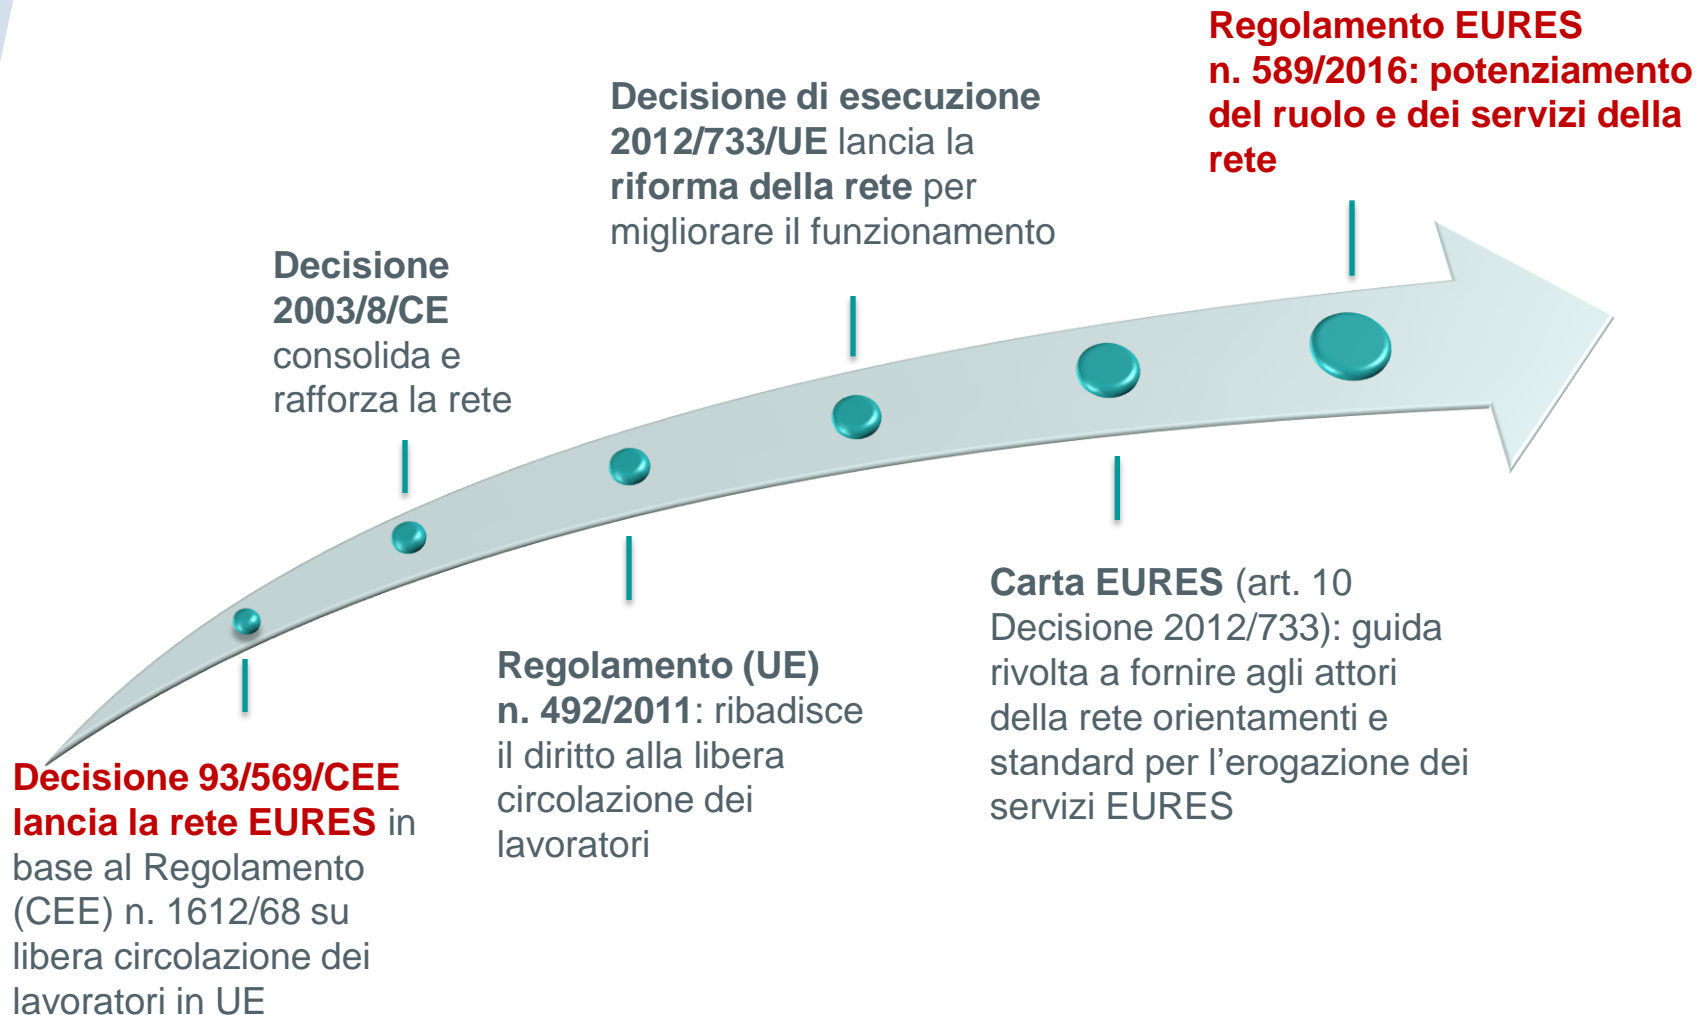 Decisione 93/569/CEE
lancia la rete EURES in
base al Regolamento
(CEE) n. 1612/68 su
libera circolazione dei
lavoratori in UE
Decisione
2003/8/CE
consolida e
rafforza la rete
Regolamento (UE)
n. 492/2011: ribadisce
il diritto alla libera
circolazione dei
lavoratori
Decisione di esecuzione
2012/733/UE lancia la
riforma della rete per
migliorare il funzionamento
Carta EURES (art. 10
Decisione 2012/733): guida
rivolta a fornire agli attori
della rete orientamenti e
standard per l’erogazione dei
servizi EURES
Regolamento EURES
n. 589/2016: potenziamento
del ruolo e dei servizi della
rete